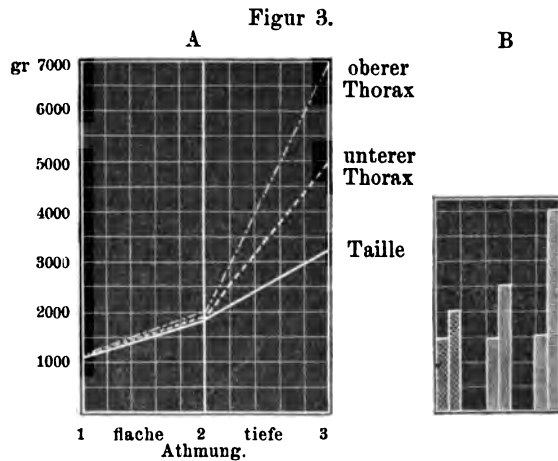 Figur 3.
A
B
gr 7000
6000
5000
4000
3000
2000
1000
oberer
Thorax
unterer
Thorax
Taille
1 flache 2 tiefe 3
Athmung.